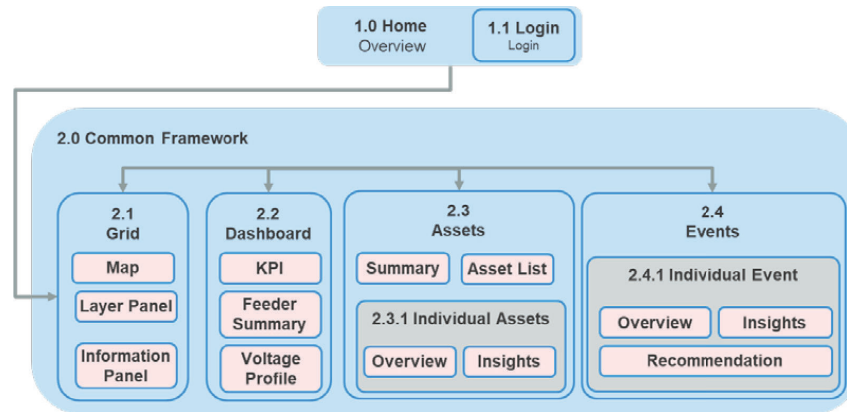 1.0 Home
Overview
1.1 Login
Login
2.0 Common Framework
2.1
Grid
Map
Layer Panel
Information
Panel
2.2
Dashboard
KPI
Feeder
Summary
Voltage
Profile
2.3
Assets
Summary
Asset List
2.3.1 Individual Assets
Overview
Insights
2.4
Events
2.4.1 Individual Event
Overview
Insights
Recommendation